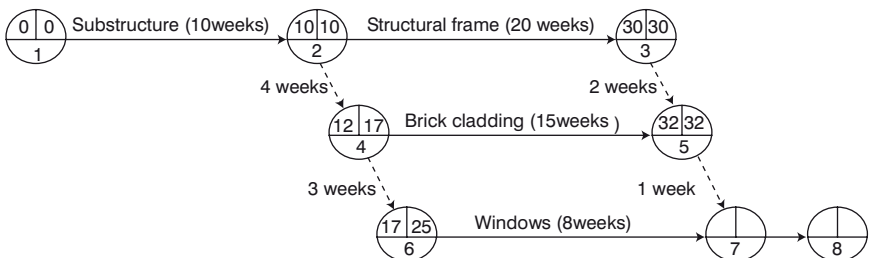 0 0 Substructure (10weeks) 10 10 Structural frame (20 weeks) 30 30
1 2 3
4 weeks 2 weeks
12 17 Brick cladding (15weeks ) 32 32
4 5
3 weeks 1 week
17 25 Windows (8weeks)
6 7 8